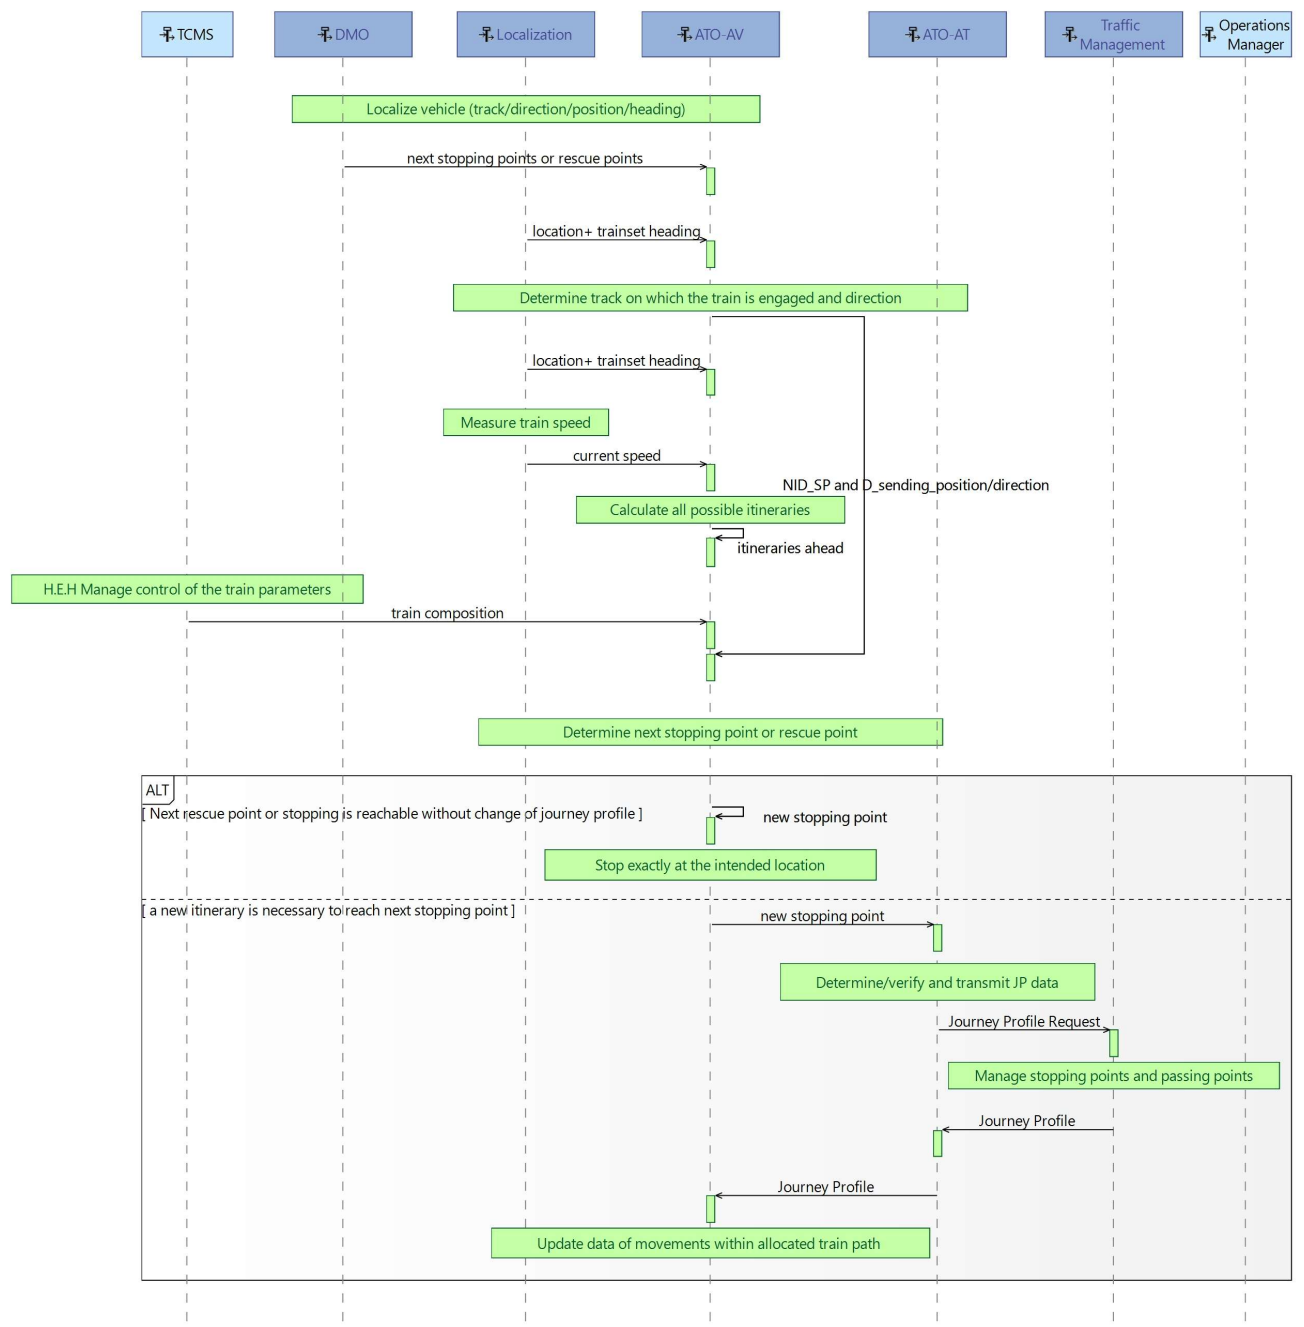 TCMS
DMO
Localization
ATO-AV
ATO-AT
Traffic
Management
Operations
Manager
Localize vehicle (track/direction/position/heading)
next stopping points or rescue points
location+ trainset heading
Determine track on which the train is engaged and direction
location+ trainset heading
Measure train speed
current speed
NID_SP and D_sending_position/direction
Calculate all possible itineraries
itineraries ahead
H.E.H Manage control of the train parameters
train composition
Determine next stopping point or rescue point
ALT
[ Next rescue point or stopping is reachable without change of journey profile ]
new stopping point
Stop exactly at the intended location
[ a new itinerary is necessary to reach next stopping point ]
new stopping point
Determine/verify and transmit JP data
Journey Profile Request
Manage stopping points and passing points
Journey Profile
Journey Profile
Update data of movements within allocated train path